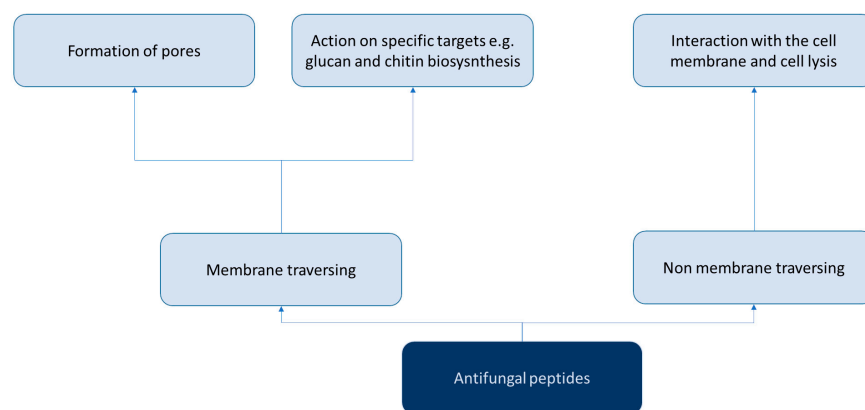 Formation of pores
Action on specific targets e.g.
glucan and chitin biosysnthesis
Interaction with the cell
membrane and cell lysis
Membrane traversing
Non membrane traversing
Antifungal peptides